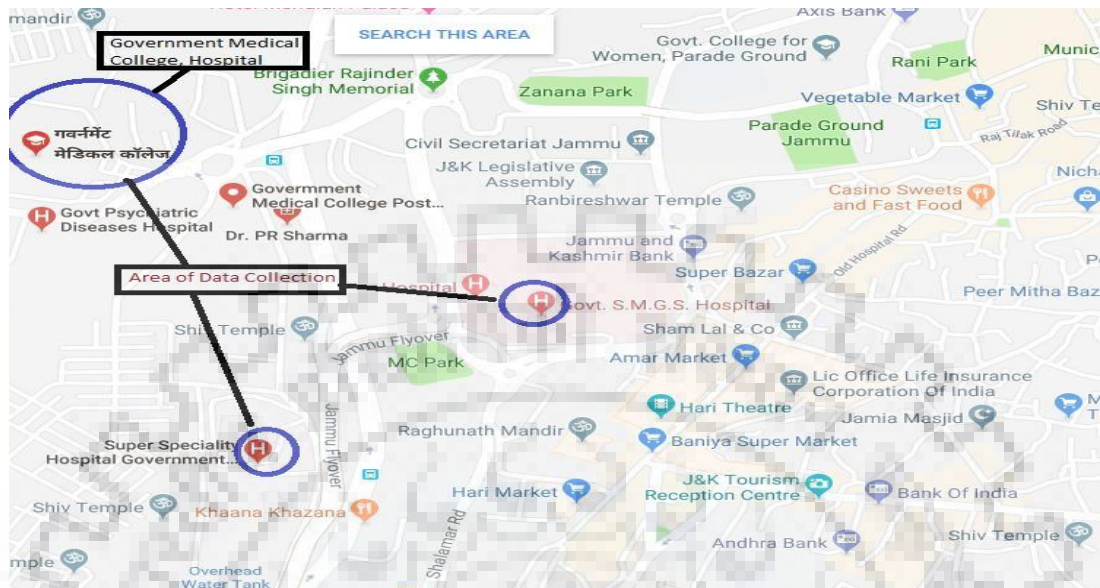 mandir
Axis Bank
SEARCH THIS AREA
Government Medical
College, Hospital
Govt. College for
Women, Parade Ground
Munic
Rani Park
Brigadier Rajinder
Singh Memorial
Zanana Park
Vegetable Market
Shiv Te
गवर्नमेंट
मेडिकल कॉलेज
Parade Ground
Jammu
Raj Tilak Road
Civil Secretariat Jammu
J&K Legislative
Assembly
Nicha
Government
Medical College Post...
Ranbireshwar Temple
Casino Sweets
and Fast Food
Govt Psychiatric
Diseases Hospital
Dr. PR Sharma
Jammu and
Kashmir Bank
Old Hospital Rd
Area of Data Collection
Hospital
Super Bazar
Govt. S.M.G.S. Hospital
Peer Mitha Baz
Shiv Temple
Jammu Flyover
Sham Lal & Co
MC Park
Amar Market
Lic Office Life Insurance
Corporation Of India
Jammu Flyover
Hari Theatre
Jamia Masjid
M
T
Raghunath Mandir
Baniya Super Market
Super Speciality
Hospital Government...
J&K Tourism
Reception Centre
Hari Market
Bank Of India
Shiv Temple
Khaana Khazana
Shalamar Rd
Andhra Bank
Shiv Temple
mple
Overhead
Water Tank